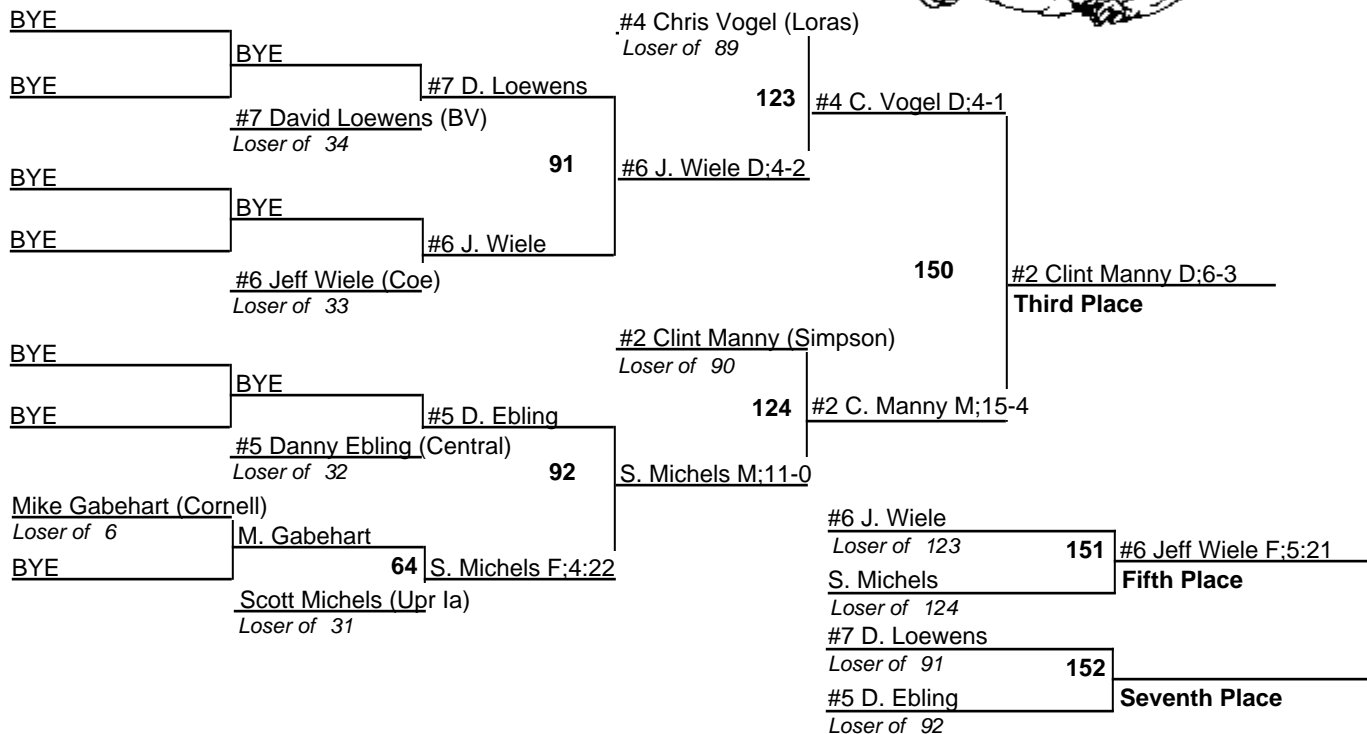 BYE
#4 Chris Vogel (Loras)
Loser of 89
BYE
BYE
#7 D. Loewens
123
#4 C. Vogel D;4-1
#7 David Loewens (BV)
Loser of 34
91
#6 J. Wiele D;4-2
BYE
BYE
BYE
#6 J. Wiele
150
#2 Clint Manny D;6-3
Third Place
#6 Jeff Wiele (Coe)
Loser of 33
#2 Clint Manny (Simpson)
Loser of 90
BYE
BYE
BYE
#5 D. Ebling
124
#2 C. Manny M;15-4
#5 Danny Ebling (Central)
Loser of 32
92
S. Michels M;11-0
Mike Gabehart (Cornell)
Loser of 6
M. Gabehart
BYE
64
S. Michels F;4:22
Scott Michels (Upr Ia)
Loser of 31
#6 J. Wiele
Loser of 123
151
#6 Jeff Wiele F;5:21
Fifth Place
S. Michels
Loser of 124
#7 D. Loewens
Loser of 91
152
#5 D. Ebling
Loser of 92
Seventh Place